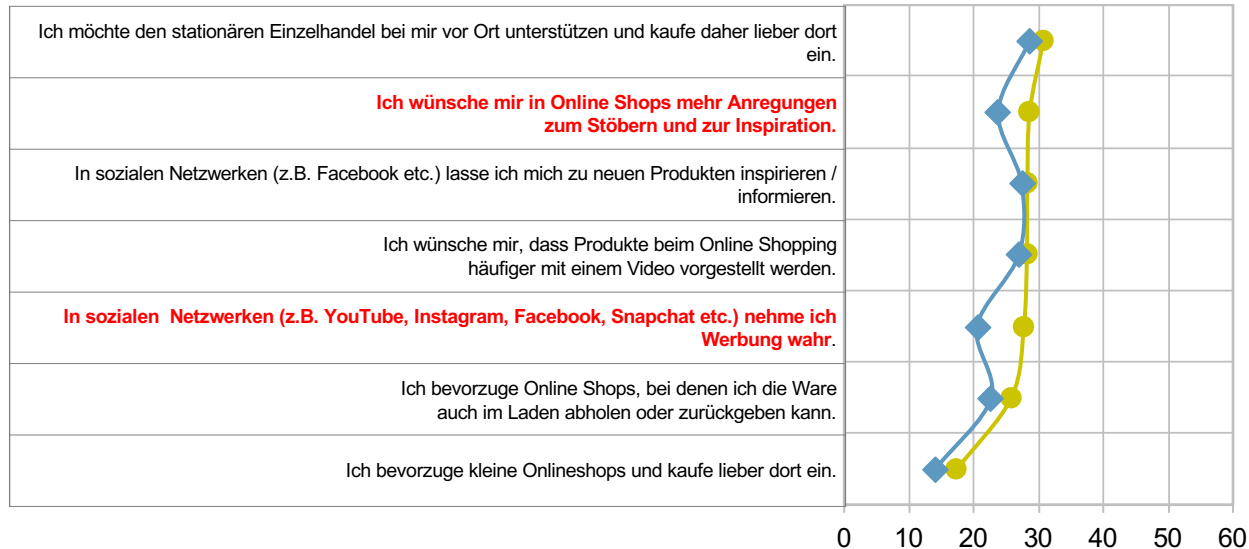 Ich möchte den stationären Einzelhandel bei mir vor Ort unterstützen und kaufe daher lieber dort
ein.
Ich wünsche mir in Online Shops mehr Anregungen
zum Stöbern und zur Inspiration.
In sozialen Netzwerken (z.B. Facebook etc.) lasse ich mich zu neuen Produkten inspirieren /
informieren.
Ich wünsche mir, dass Produkte beim Online Shopping
häufiger mit einem Video vorgestellt werden.
In sozialen Netzwerken (z.B. YouTube, Instagram, Facebook, Snapchat etc.) nehme ich
Werbung wahr.
Ich bevorzuge Online Shops, bei denen ich die Ware
auch im Laden abholen oder zurückgeben kann.
Ich bevorzuge kleine Onlineshops und kaufe lieber dort ein.
0 10 20 30 40 50 60